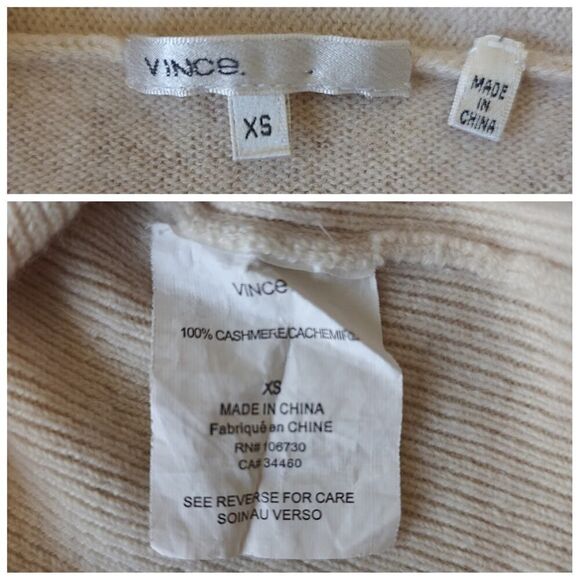 VINCe.
XS
MADE
IN
CHINA
VINCe
100% CASHMERE/CACHEMIRE
XS
MADE IN CHINA
Fabriqué en CHINE
RN# 106730
CA# 34460
SEE REVERSE FOR CARE
SOIN AU VERSO